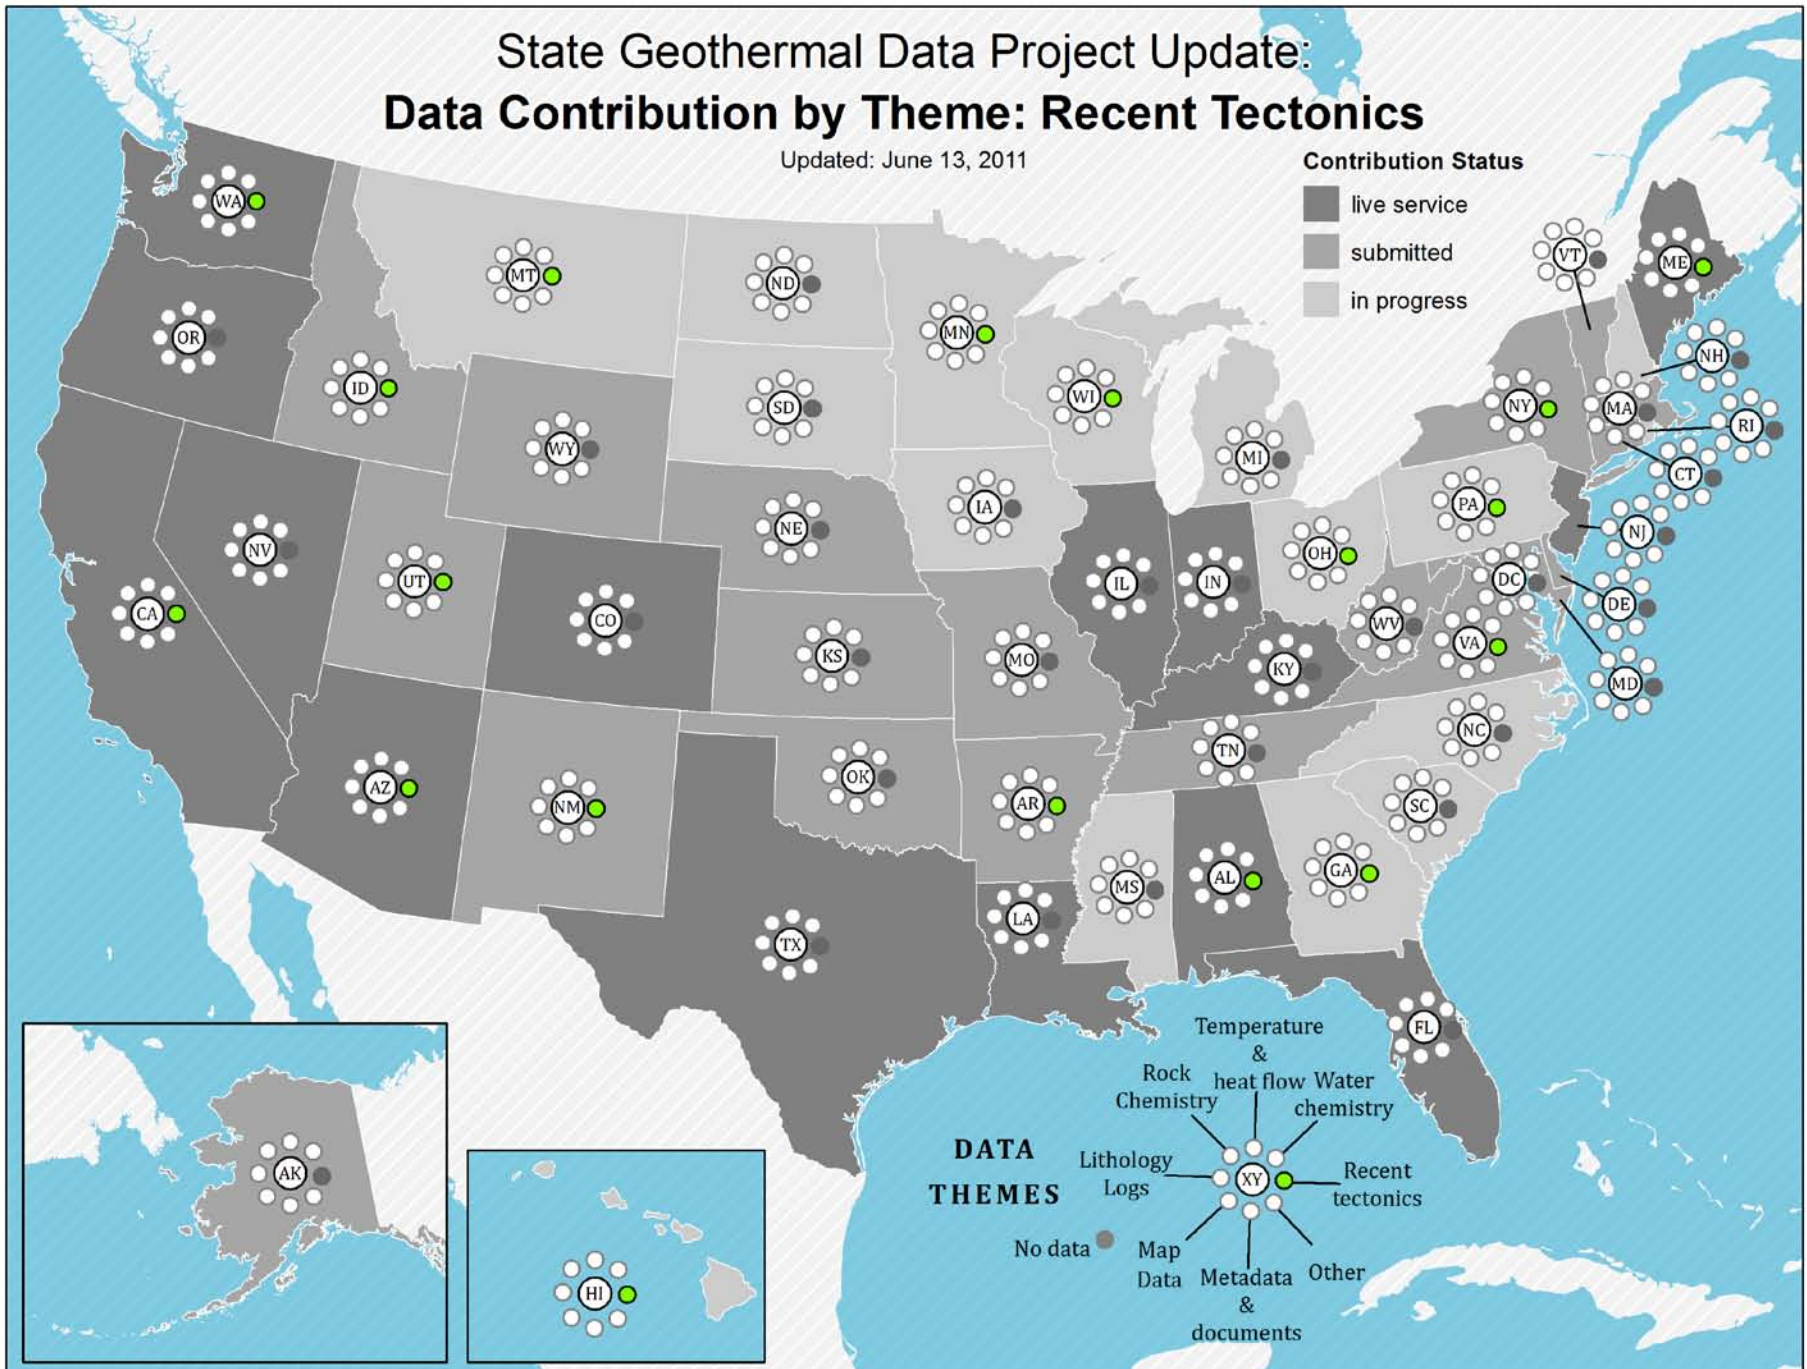 State Geothermal Data Project Update:
Data Contribution by Theme: Recent Tectonics
Updated: June 13, 2011
Contribution Status
live service
submitted
in progress
WA
MT
ND
MN
VT
ME
OR
ID
SD
WI
NY
MA
NH
RI
WY
MI
CT
NV
NE
IA
PA
NJ
UT
OH
DC
CA
CO
IL
IN
WV
DE
KS
MO
KY
VA
MD
AZ
NM
OK
AR
TN
NC
SC
MS
AL
GA
TX
LA
FL
AK
HI
DATA
THEMES
Temperature
&
heat flow
Rock
Chemistry
Water
chemistry
Lithology
Logs
XY
Recent
tectonics
No data
Map
Data
Metadata
&
documents
Other